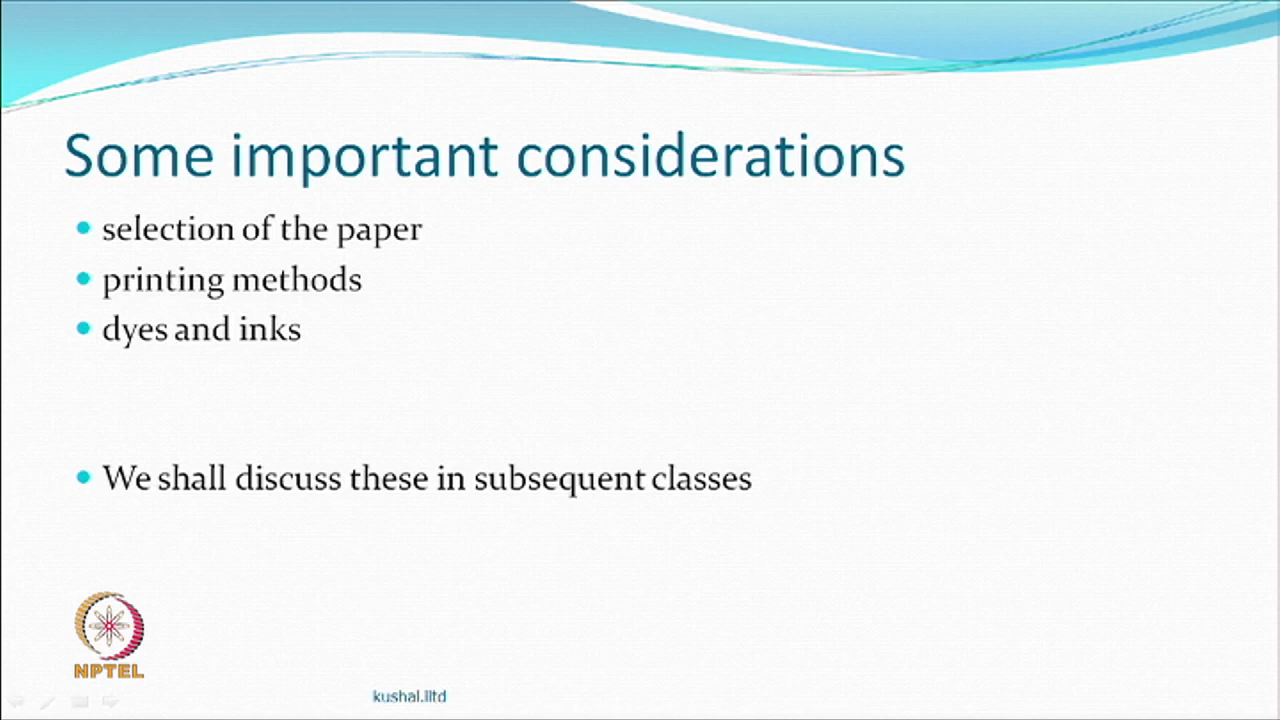 Some important considerations
selection of the paper
printing methods
dyes and inks
We shall discuss these in subsequent classes
NPTEL
kushal.iitd